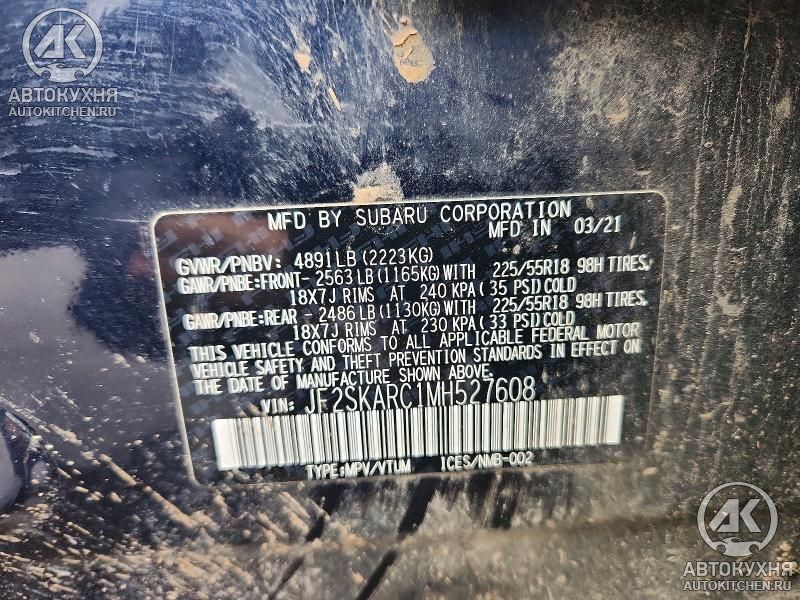 АК
АВТОКУХНЯ
AUTOKITCHEN.RU
MFD BY SUBARU CORPORATION
MFD IN 03/21
GVWR/PNBV: 4891LB (2223KG)
GAWR/PNBE:FRONT- 2563LB (1165KG) WITH 225/55R18 98H TIRES,
18X7J RIMS AT 240 KPA (35 PSI) COLD
GAWR/PNBE:REAR - 2486LB (1130KG) WITH 225/55R18 98H TIRES,
18X7J RIMS AT 230 KPA (33 PSI) COLD
THIS VEHICLE CONFORMS TO ALL APPLICABLE FEDERAL MOTOR
VEHICLE SAFETY AND THEFT PREVENTION STANDARDS IN EFFECT ON
THE DATE OF MANUFACTURE SHOWN ABOVE.
VIN: JF2SKARC1MH527608
TYPE:MPV/VTUM ICES/NMB-002
АК
АВТОКУХНЯ
AUTOKITCHEN.RU